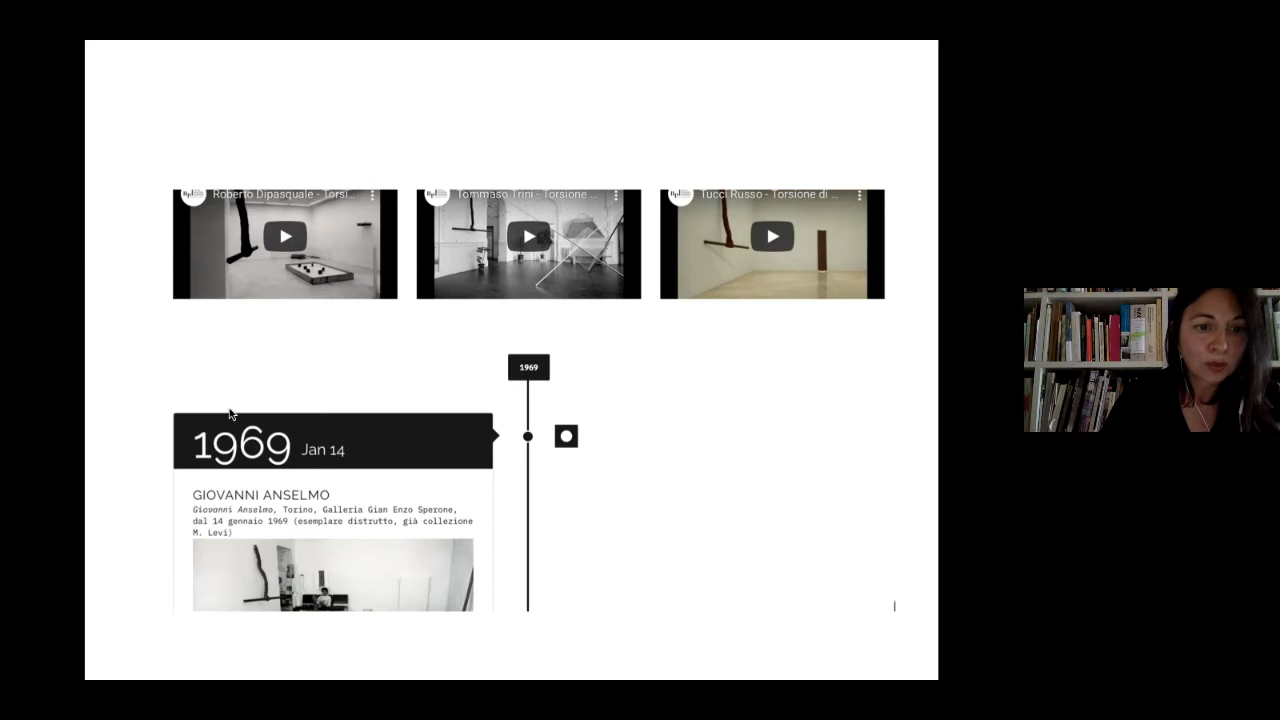 Roberto Dipasquale - Torsi...
Tommaso Trini - Torsione ...
Tucci Russo - Torsione di ...
1969
1969 Jan 14
GIOVANNI ANSELMO
Giovanni Anselmo, Torino, Galleria Gian Enzo Sperone,
dal 14 gennaio 1969 (esemplare distrutto, già collezione
M. Levi)